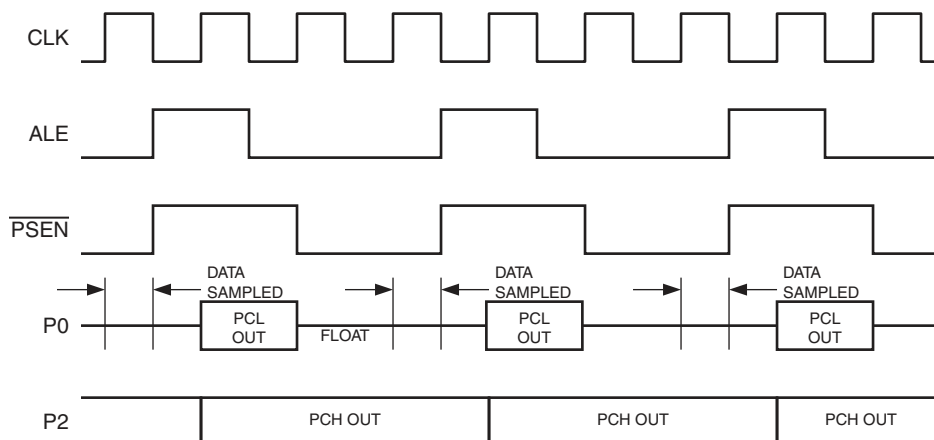 CLK
ALE
PSEN
DATA
SAMPLED
DATA
SAMPLED
DATA
SAMPLED
P0
PCL
OUT
FLOAT
PCL
OUT
PCL
OUT
P2
PCH OUT
PCH OUT
PCH OUT